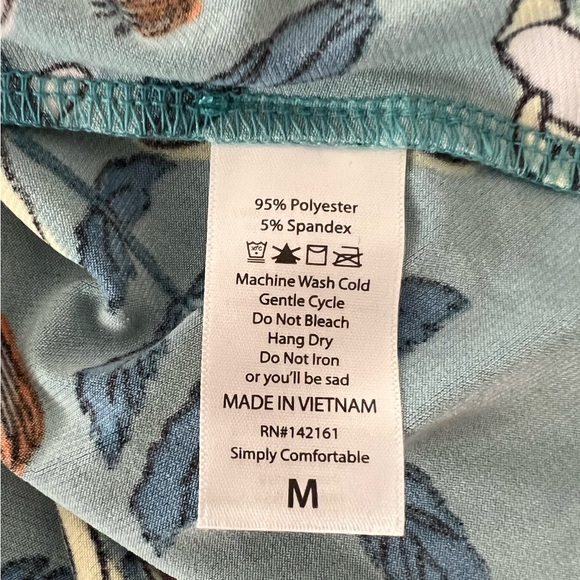 95% Polyester
5% Spandex
Machine Wash Cold
Gentle Cycle
Do Not Bleach
Hang Dry
Do Not Iron
or you'll be sad
MADE IN VIETNAM
RN#142161
Simply Comfortable
M